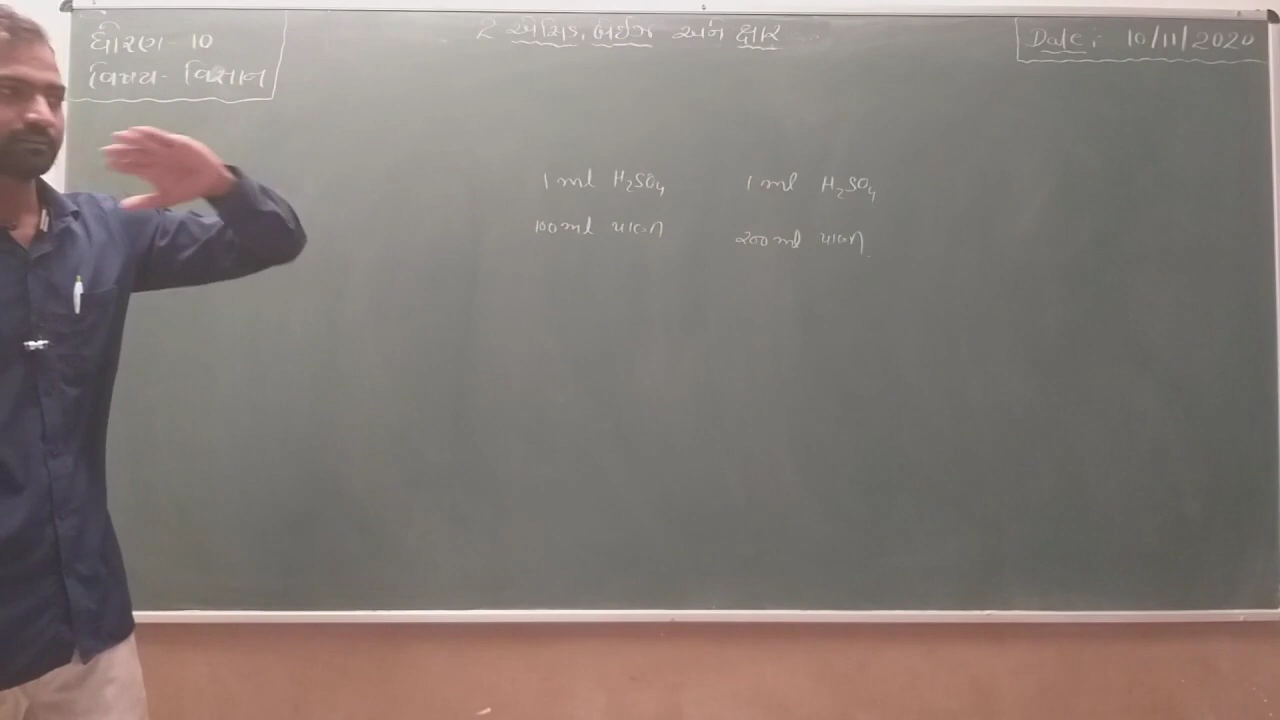 ધોરણ - 10
વિષય - વિજ્ઞાન
2 એસિડ, બેઇઝ અને ક્ષાર
Date: 10/11/2020
1 ml H₂SO₄
100 ml પાણી
1 ml H₂SO₄
200 ml પાણી